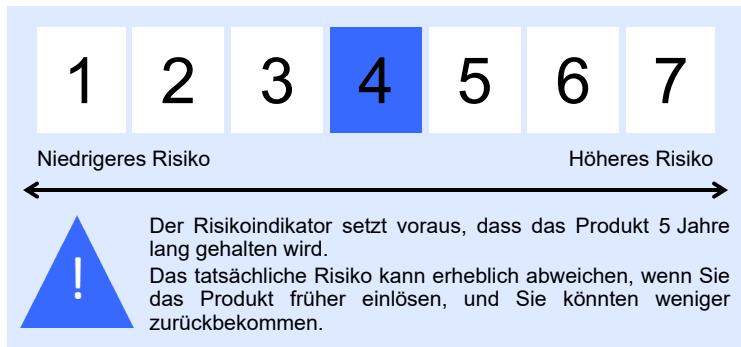 1 2 3 4 5 6 7
Niedrigeres Risiko Höheres Risiko
!
Der Risikoindikator setzt voraus, dass das Produkt 5 Jahre
lang gehalten wird.
Das tatsächliche Risiko kann erheblich abweichen, wenn Sie
das Produkt früher einlösen, und Sie könnten weniger
zurückbekommen.